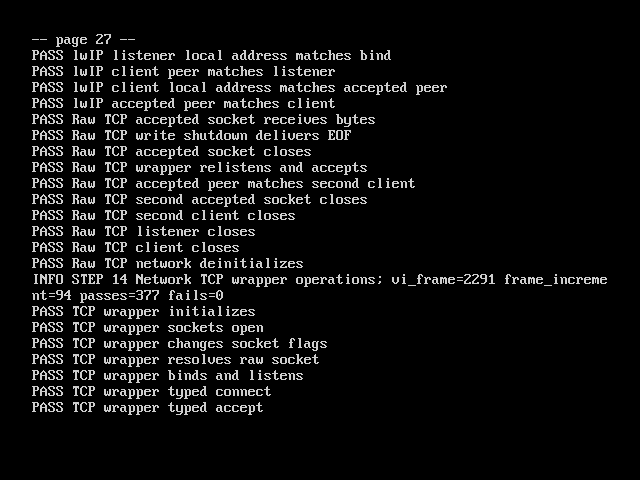 -- page 27 --
PASS lwIP listener local address matches bind
PASS lwIP client peer matches listener
PASS lwIP client local address matches accepted peer
PASS lwIP accepted peer matches client
PASS Raw TCP accepted socket receives bytes
PASS Raw TCP write shutdown delivers EOF
PASS Raw TCP accepted socket closes
PASS Raw TCP wrapper relistens and accepts
PASS Raw TCP accepted peer matches second client
PASS Raw TCP second accepted socket closes
PASS Raw TCP second client closes
PASS Raw TCP listener closes
PASS Raw TCP client closes
PASS Raw TCP network deinitializes
INFO STEP 14 Network TCP wrapper operations; vi_frame=2291 frame_increme
nt=94 passes=377 fails=0
PASS TCP wrapper initializes
PASS TCP wrapper sockets open
PASS TCP wrapper changes socket flags
PASS TCP wrapper resolves raw socket
PASS TCP wrapper binds and listens
PASS TCP wrapper typed connect
PASS TCP wrapper typed accept